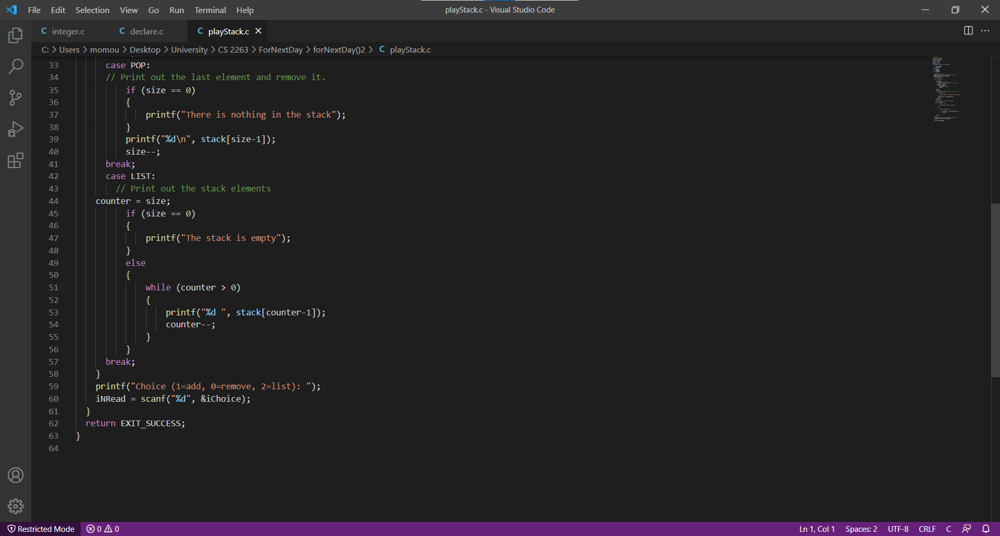 File Edit Selection View Go Run Terminal Help
playStack.c - Visual Studio Code
C integer.c C declare.c C playStack.c
C: > Users > momou > Desktop > University > CS 2263 > ForNextDay > forNextDay()2 > C playStack.c
33 case POP:
34 // Print out the last element and remove it.
35 if (size == 0)
36 {
37 printf("There is nothing in the stack");
38 }
39 printf("%d\n", stack[size-1]);
40 size--;
41 break;
42 case LIST:
43 // Print out the stack elements
44 counter = size;
45 if (size == 0)
46 {
47 printf("The stack is empty");
48 }
49 else
50 {
51 while (counter > 0)
52 {
53 printf("%d ", stack[counter-1]);
54 counter--;
55 }
56 }
57 break;
58 }
59 printf("Choice (1=add, 0=remove, 2=list): ");
60 iNRead = scanf("%d", &iChoice);
61 }
62 return EXIT_SUCCESS;
63 }
64
Restricted Mode 0 0 Ln 1, Col 1 Spaces: 2 UTF-8 CRLF C